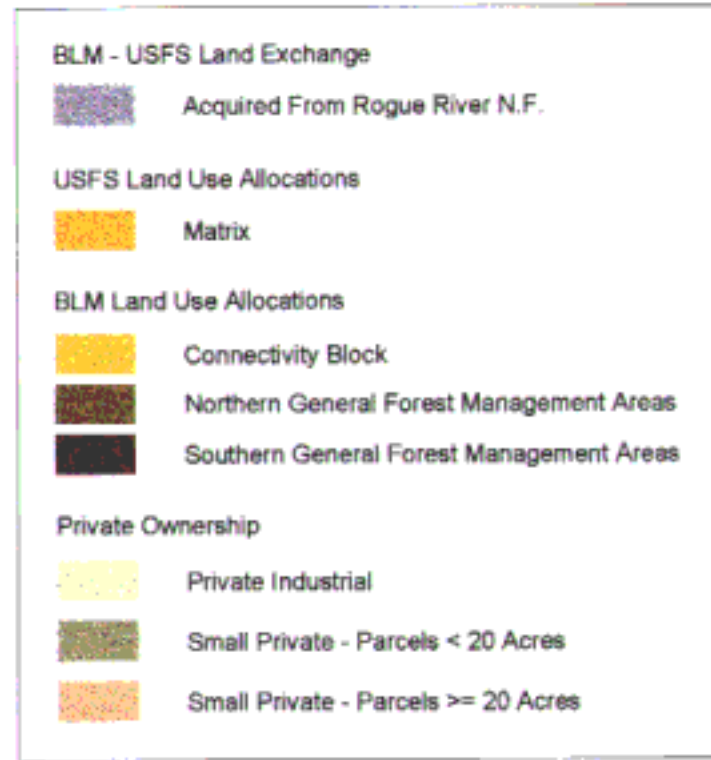 BLM - USFS Land Exchange
Acquired From Rogue River N.F.
USFS Land Use Allocations
Matrix
BLM Land Use Allocations
Connectivity Block
Northern General Forest Management Areas
Southern General Forest Management Areas
Private Ownership
Private Industrial
Small Private - Parcels < 20 Acres
Small Private - Parcels >= 20 Acres